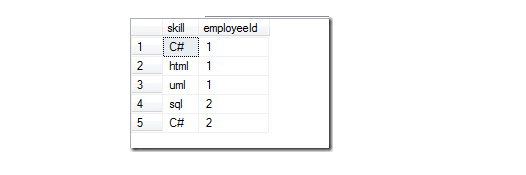 skill employeeId
1 C# 1
2 html 1
3 uml 1
4 sql 2
5 C# 2